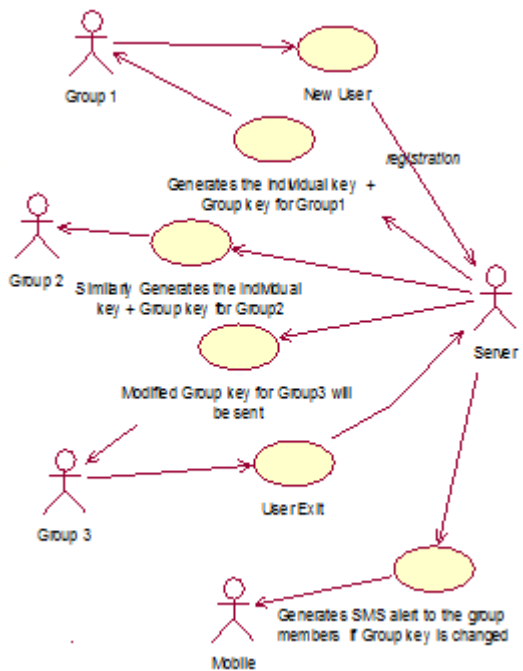 Group 1
New User
registration
Generates the Individual key +
Group key for Group1
Group 2
Similarly Generates the Individual
key + Group key for Group2
Server
Modified Group key for Group3 will
be sent
Group 3
User Exit
Generates SMS alert to the group
members if Group key is changed
Mobile